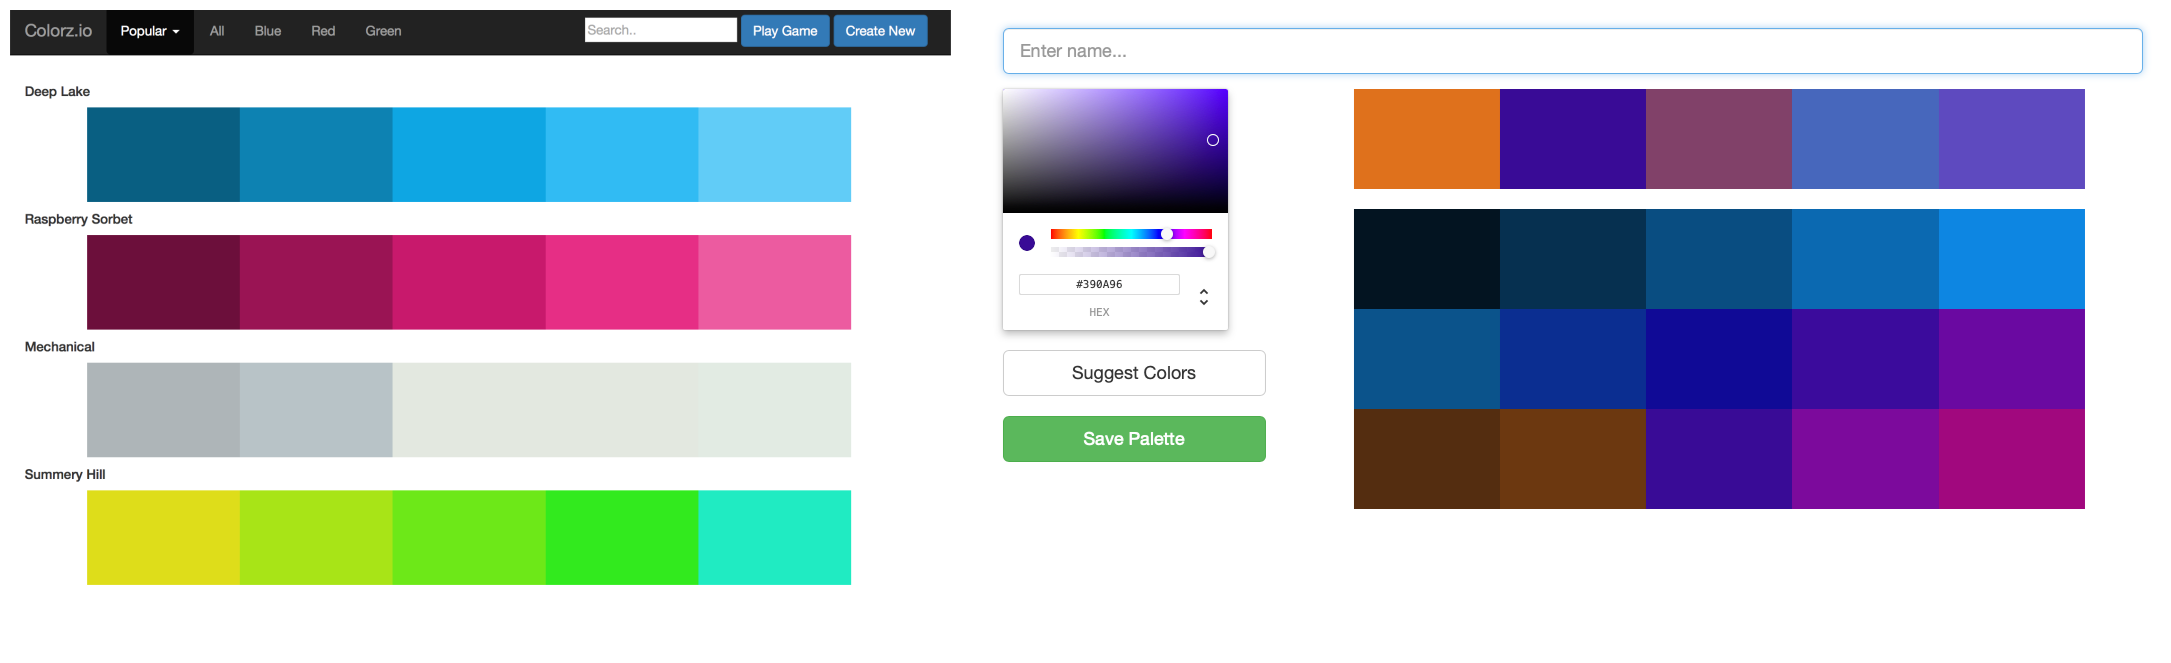 Colorz.io Popular All Blue Red Green Search.. Play Game Create New
Deep Lake
Raspberry Sorbet
Mechanical
Summery Hill
Enter name...
#390A96
HEX
Suggest Colors
Save Palette